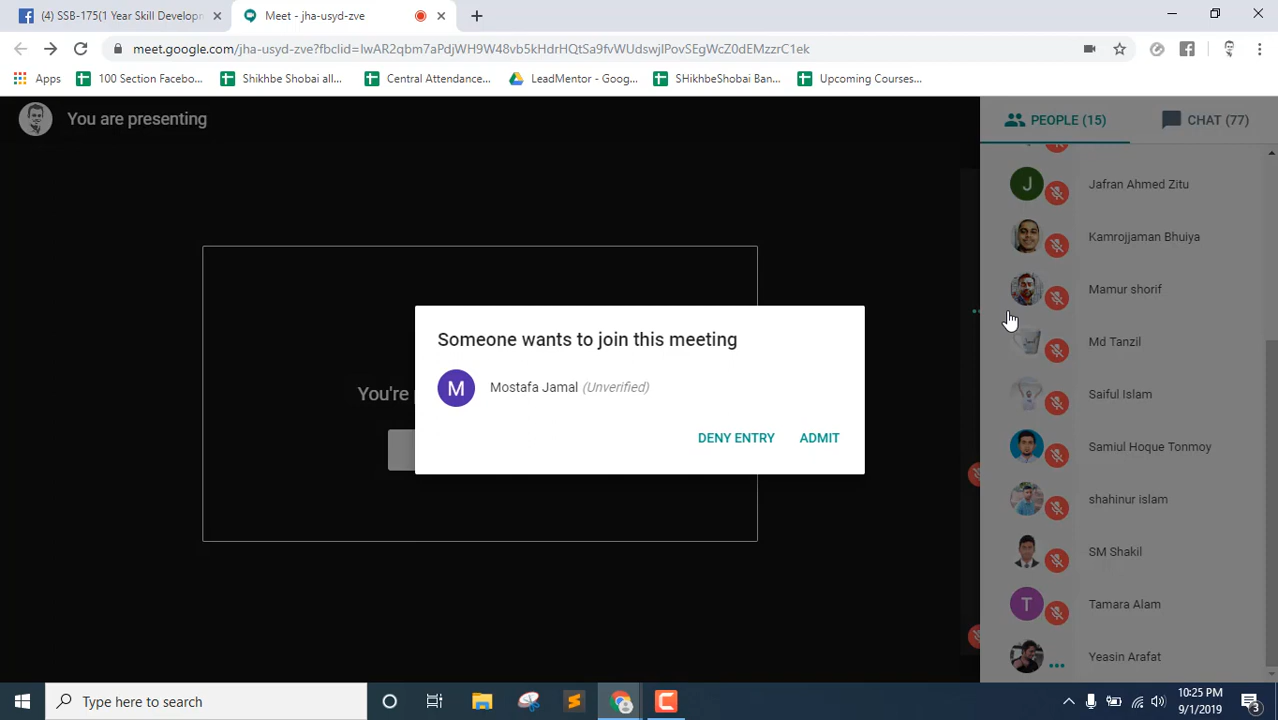 (4) SSB-175(1 Year Skill Developm
Meet - jha-usyd-zve
meet.google.com/jha-usyd-zve?fbclid=IwAR2qbm7aPdjWH9W48vb5kHdrHQtSa9fvWUdswjIPovSEgWcZ0dEMzzrC1ek
Apps
100 Section Facebo...
Shikhbe Shobai all...
Central Attendance...
LeadMentor - Goog...
SHikhbeShobai Ban...
Upcoming Courses...
You are presenting
PEOPLE (15)
CHAT (77)
J
Jafran Ahmed Zitu
Kamrojjaman Bhuiya
Mamur shorif
Md Tanzil
Saiful Islam
Samiul Hoque Tonmoy
shahinur islam
SM Shakil
T
Tamara Alam
Yeasin Arafat
You're
Someone wants to join this meeting
M
Mostafa Jamal (Unverified)
DENY ENTRY
ADMIT
Type here to search
10:25 PM
9/1/2019
3